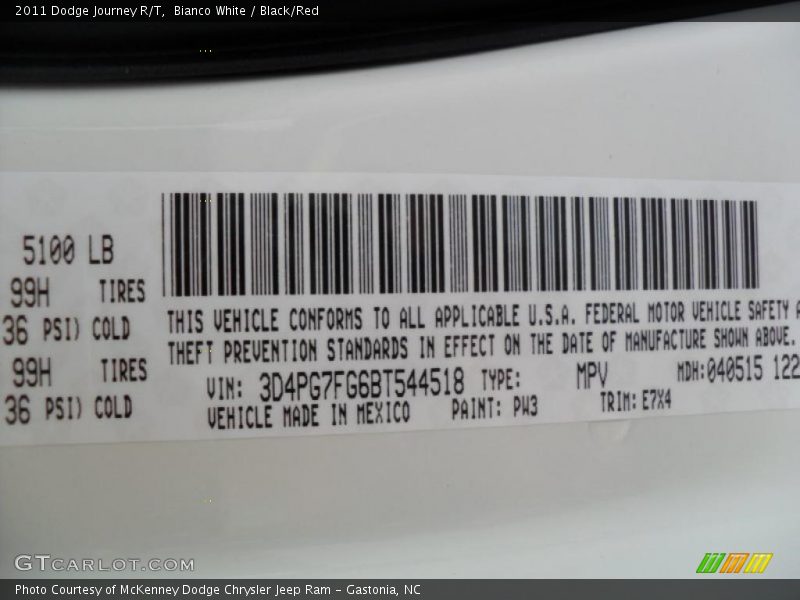 2011 Dodge Journey R/T, Bianco White / Black/Red
5100 LB
99H TIRES
36 PSI) COLD
99H TIRES
36 PSI) COLD
THIS VEHICLE CONFORMS TO ALL APPLICABLE U.S.A. FEDERAL MOTOR VEHICLE SAFETY A
THEFT PREVENTION STANDARDS IN EFFECT ON THE DATE OF MANUFACTURE SHOWN ABOVE.
VIN: 3D4PG7FG6BT544518 TYPE: MPV MDH:040515 122
VEHICLE MADE IN MEXICO PAINT: PW3 TRIM: E7X4
GTCARLOT.COM
Photo Courtesy of McKenney Dodge Chrysler Jeep Ram - Gastonia, NC